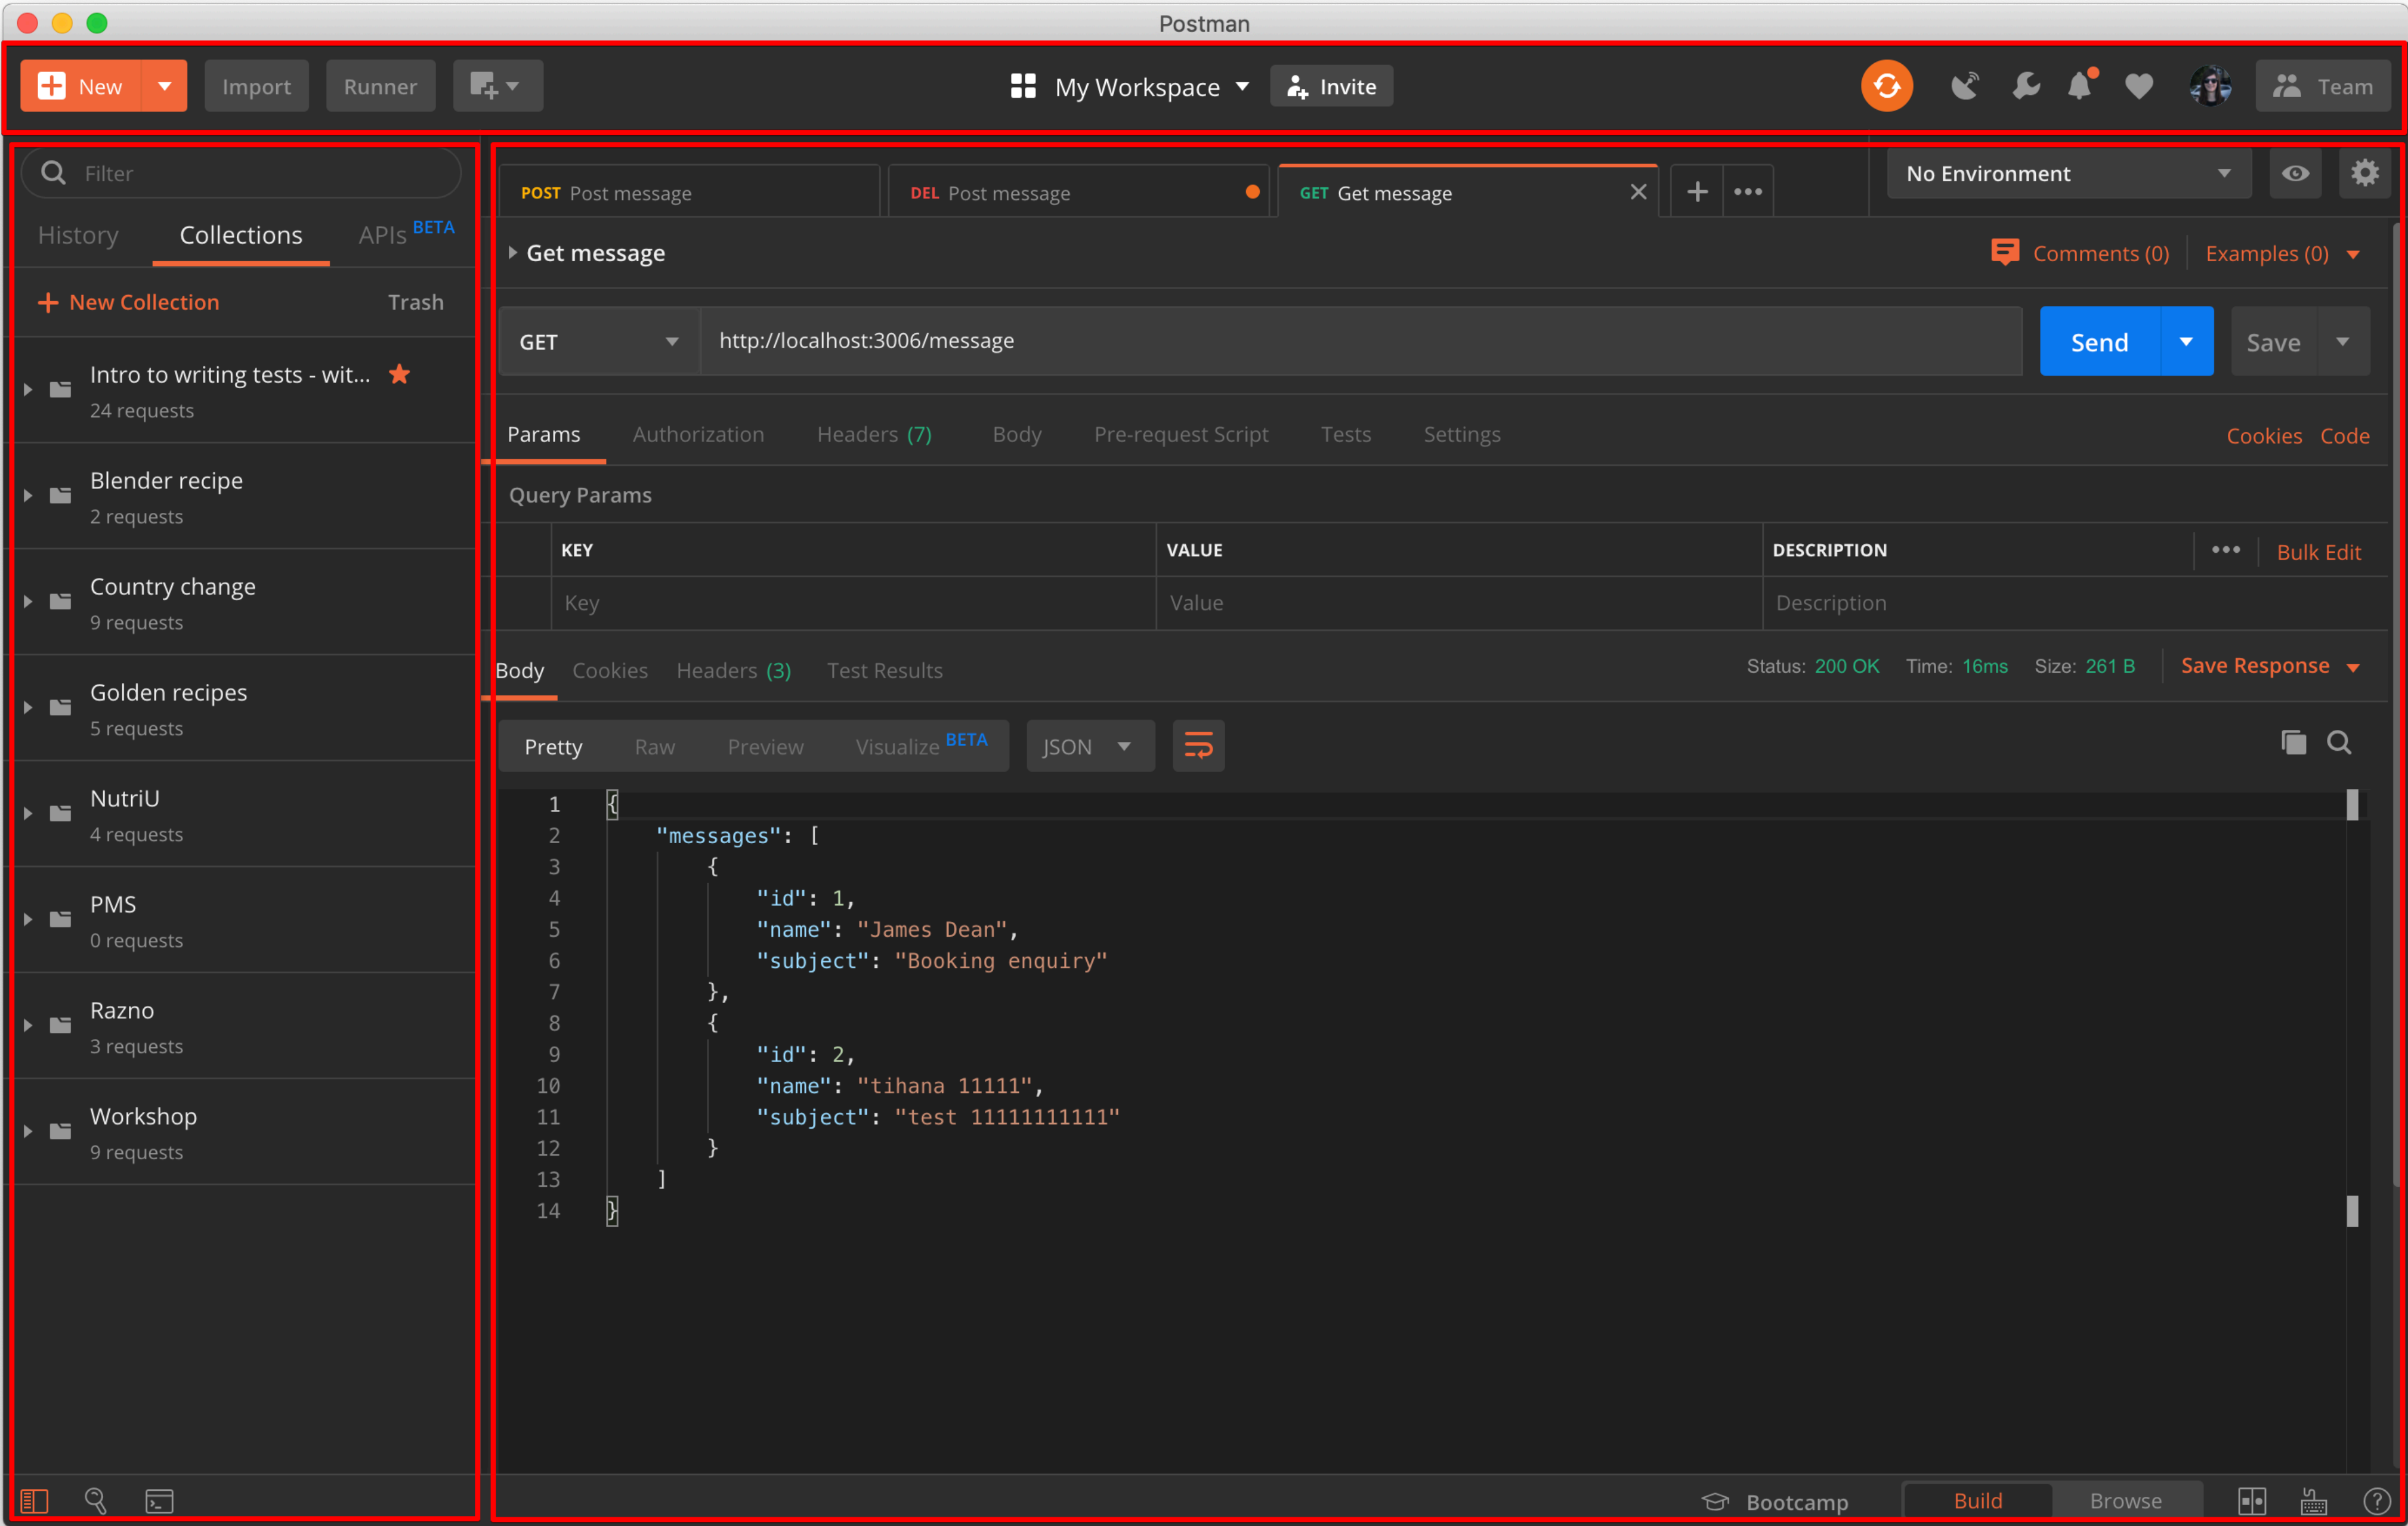 Postman
New
Import
Runner
My Workspace
Invite
Team
Filter
History
Collections
APIs BETA
New Collection
Trash
Intro to writing tests - wit...
24 requests
Blender recipe
2 requests
Country change
9 requests
Golden recipes
5 requests
NutriU
4 requests
PMS
0 requests
Razno
3 requests
Workshop
9 requests
POST Post message
DEL Post message
GET Get message
No Environment
Get message
Comments (0)
Examples (0)
GET
http://localhost:3006/message
Send
Save
Params
Authorization
Headers (7)
Body
Pre-request Script
Tests
Settings
Cookies
Code
Query Params
KEY
VALUE
DESCRIPTION
Bulk Edit
Key
Value
Description
Body
Cookies
Headers (3)
Test Results
Status: 200 OK
Time: 16ms
Size: 261 B
Save Response
Pretty
Raw
Preview
Visualize BETA
JSON
1 {
2 "messages": [
3 {
4 "id": 1,
5 "name": "James Dean",
6 "subject": "Booking enquiry"
7 },
8 {
9 "id": 2,
10 "name": "tihana 11111",
11 "subject": "test 11111111111"
12 }
13 ]
14 }
Bootcamp
Build
Browse